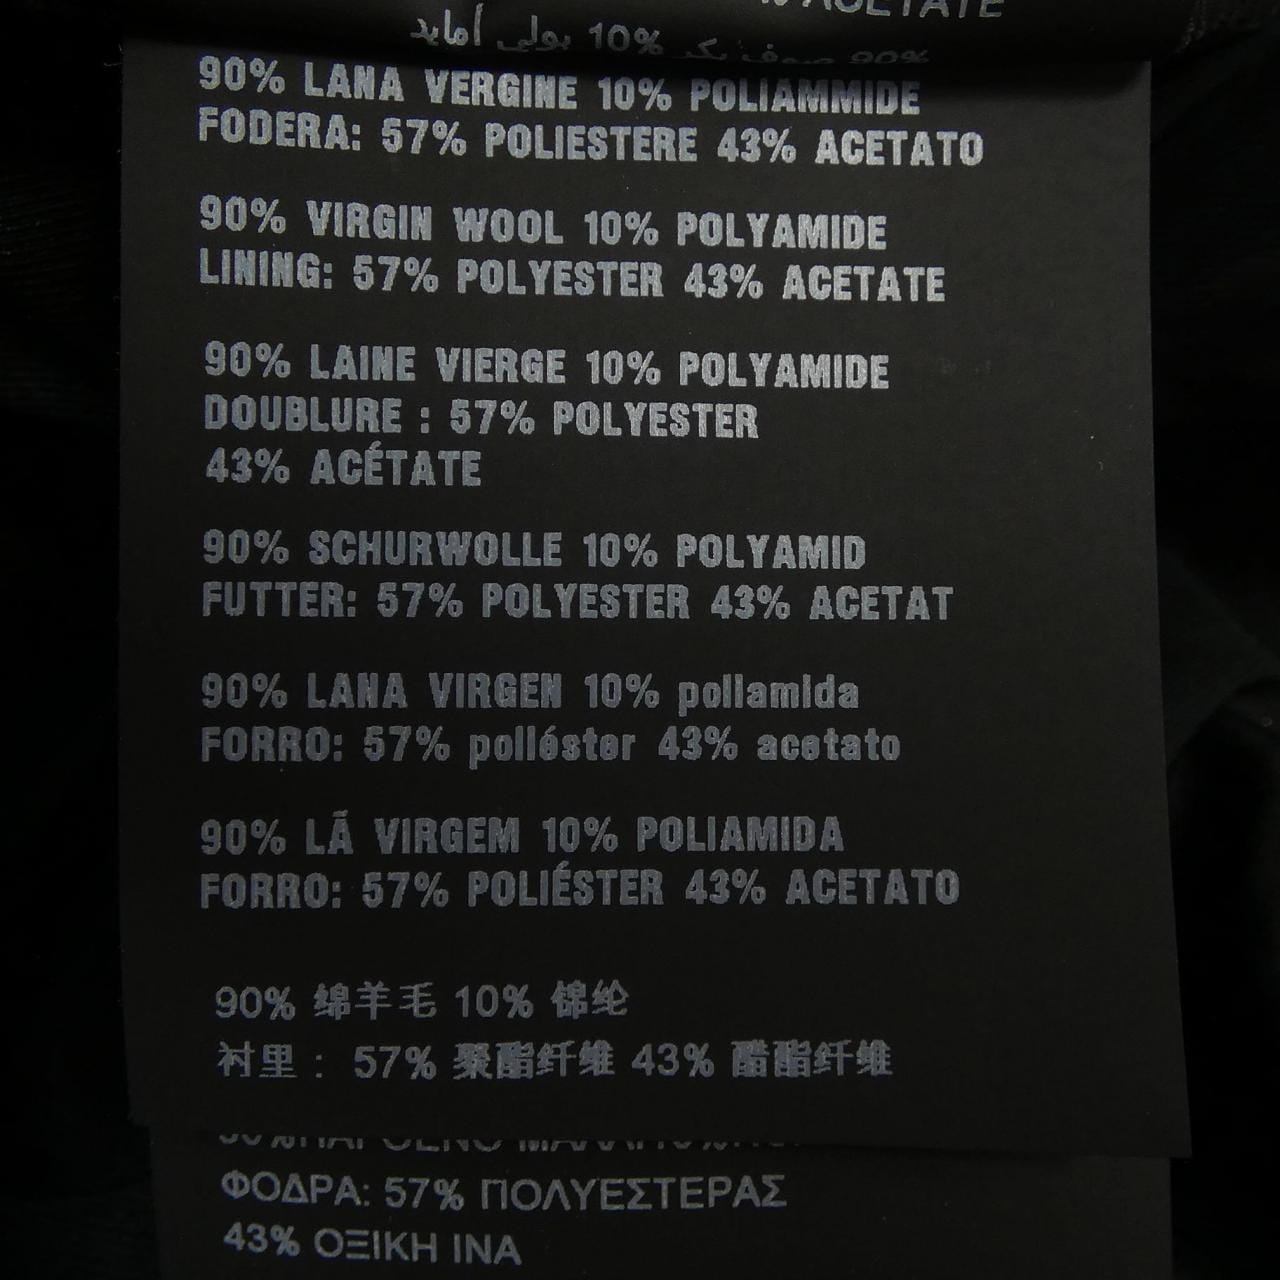 ACETATE
10% بولي أمايد
90% LANA VERGINE 10% POLIAMMIDE
FODERA: 57% POLIESTERE 43% ACETATO
90% VIRGIN WOOL 10% POLYAMIDE
LINING: 57% POLYESTER 43% ACETATE
90% LAINE VIERGE 10% POLYAMIDE
DOUBLURE : 57% POLYESTER
43% ACÉTATE
90% SCHURWOLLE 10% POLYAMID
FUTTER: 57% POLYESTER 43% ACETAT
90% LANA VIRGEN 10% poliamida
FORRO: 57% poliéster 43% acetato
90% LÃ VIRGEM 10% POLIAMIDA
FORRO: 57% POLIÉSTER 43% ACETATO
90% 绵羊毛 10% 锦纶
衬里： 57% 聚酯纤维 43% 醋酯纤维
ΦΟΔΡΑ: 57% ΠΟΛΥΕΣΤΕΡΑΣ
43% ΟΞΙΚΗ ΙΝΑ